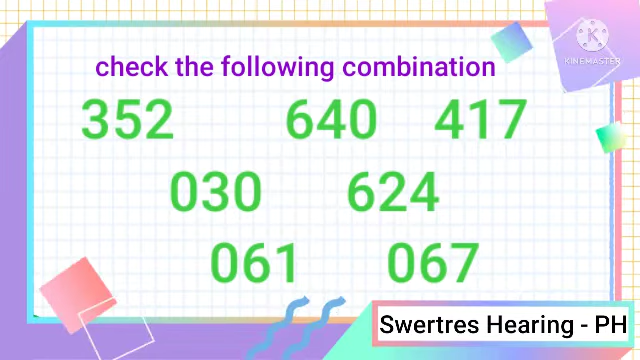 KINEMASTER
check the following combination
352 640 417
030 624
061 067
Swertres Hearing - PH